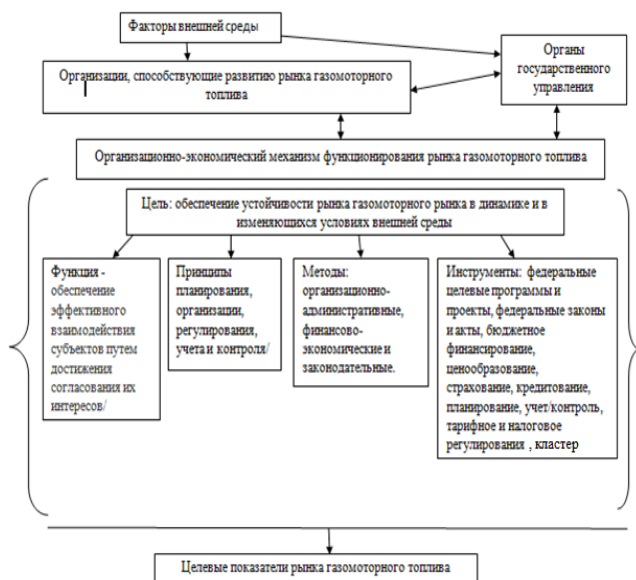 Факторы внешней среды
Органы
государственного
управления
Организации, способствующие развитию рынка газомоторного
топлива
Организационно-экономический механизм функционирования рынка газомоторного топлива
Цель: обеспечение устойчивости рынка газомоторного рынка в динамике и в
изменяющихся условиях внешней среды
Функция -
обеспечение
эффективного
взаимодействия
субъектов путем
достижения
согласования их
интересов/
Принципы
планирования,
организации,
регулирования,
учета и контроля/
Методы:
организационно-
административные,
финансово-
экономические и
законодательные.
Инструменты: федеральные
целевые программы и
проекты, федеральные законы
и акты, бюджетное
финансирование,
ценообразование,
страхование, кредитование,
планирование, учет/контроль,
тарифное и налоговое
регулирования , кластер
Целевые показатели рынка газомоторного топлива